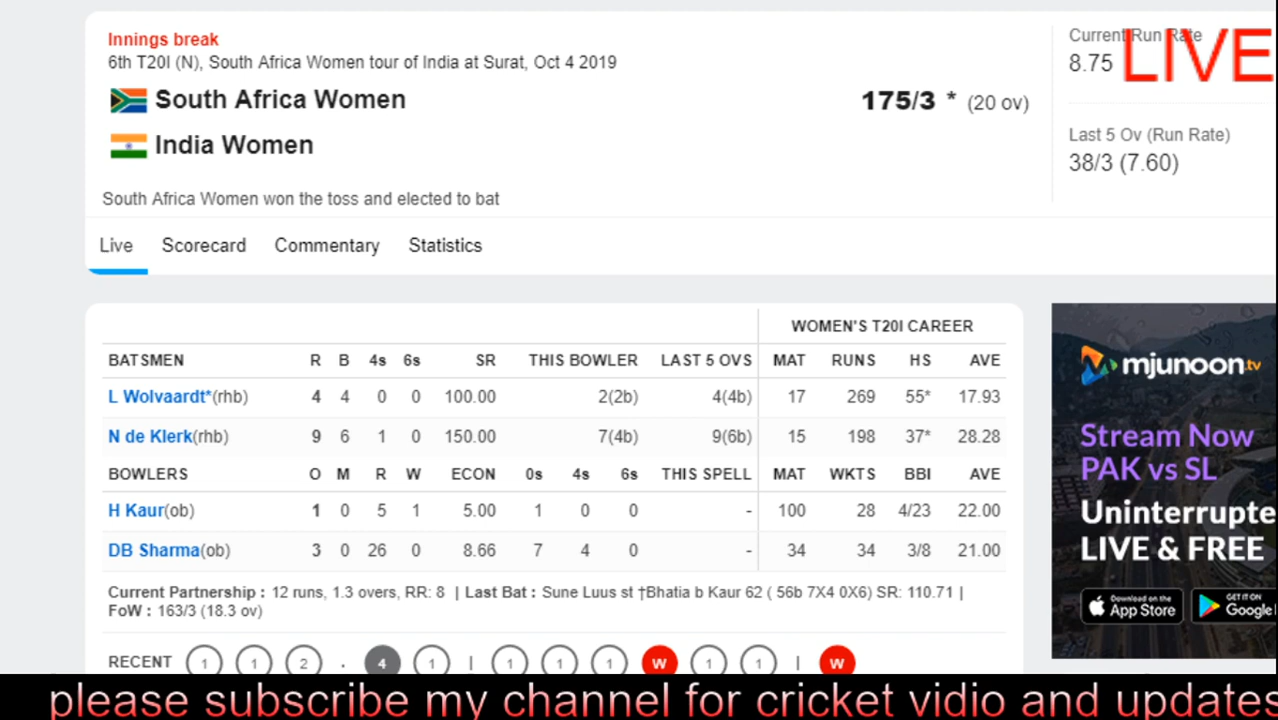 Innings break
6th T20I (N), South Africa Women tour of India at Surat, Oct 4 2019
South Africa Women 175/3 * (20 ov)
India Women
South Africa Women won the toss and elected to bat
Current Run Rate
8.75
LIVE
Last 5 Ov (Run Rate)
38/3 (7.60)
Live Scorecard Commentary Statistics
WOMEN'S T20I CAREER
BATSMEN R B 4s 6s SR THIS BOWLER LAST 5 OVS MAT RUNS HS AVE
L Wolvaardt*(rhb) 4 4 0 0 100.00 2(2b) 4(4b) 17 269 55* 17.93
N de Klerk(rhb) 9 6 1 0 150.00 7(4b) 9(6b) 15 198 37* 28.28
BOWLERS O M R W ECON 0s 4s 6s THIS SPELL MAT WKTS BBI AVE
H Kaur(ob) 1 0 5 1 5.00 1 0 0 - 100 28 4/23 22.00
DB Sharma(ob) 3 0 26 0 8.66 7 4 0 - 34 34 3/8 21.00
Current Partnership : 12 runs, 1.3 overs, RR: 8 | Last Bat : Sune Luus st †Bhatia b Kaur 62 ( 56b 7X4 0X6) SR: 110.71 |
FoW : 163/3 (18.3 ov)
RECENT 1 1 2 . 4 1 | 1 1 1 W 1 1 | W
mjunoon.tv
Stream Now
PAK vs SL
Uninterrupte
LIVE & FREE
Download on the
App Store
GET IT ON
Google
please subscribe my channel for cricket vidio and updates